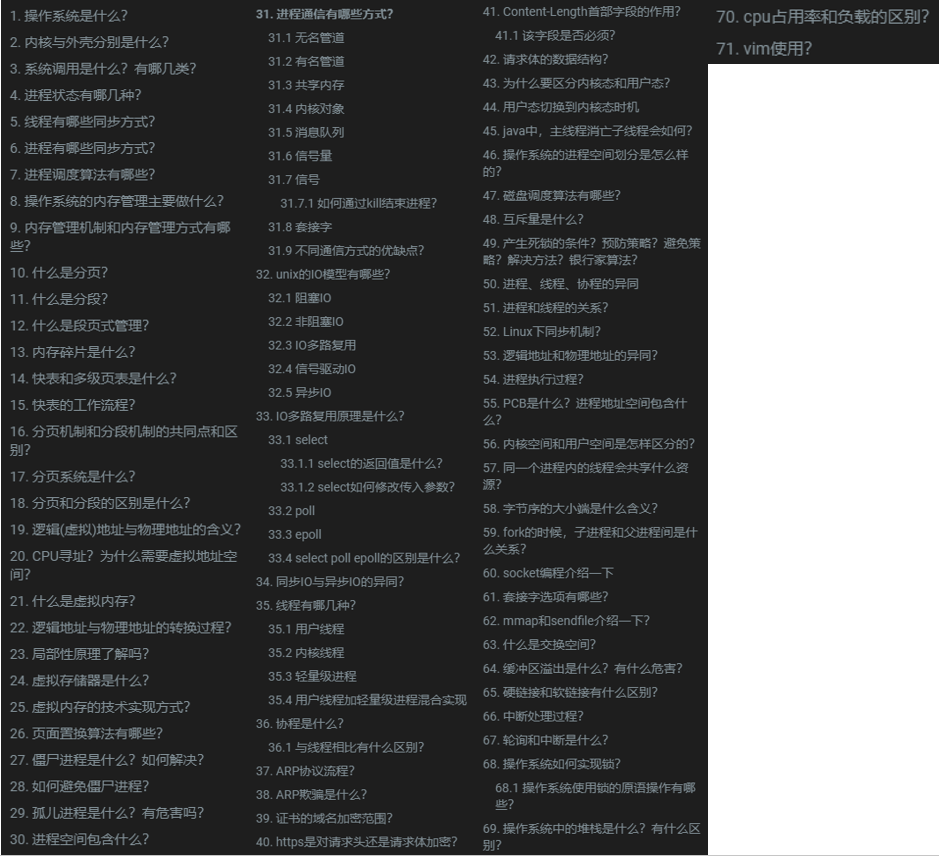 1. 操作系统是什么？
2. 内核与外壳分别是什么？
3. 系统调用是什么？有哪几类？
4. 进程状态有哪几种？
5. 线程有哪些同步方式？
6. 进程有哪些同步方式？
7. 进程调度算法有哪些？
8. 操作系统的内存管理主要做什么？
9. 内存管理机制和内存管理方式有哪
些？
10. 什么是分页？
11. 什么是分段？
12. 什么是段页式管理？
13. 内存碎片是什么？
14. 快表和多级页表是什么？
15. 快表的工作流程？
16. 分页机制和分段机制的共同点和区
别？
17. 分页系统是什么？
18. 分页和分段的区别是什么？
19. 逻辑(虚拟)地址与物理地址的含义？
20. CPU寻址？为什么需要虚拟地址空
间？
21. 什么是虚拟内存？
22. 逻辑地址与物理地址的转换过程？
23. 局部性原理了解吗？
24. 虚拟存储器是什么？
25. 虚拟内存的技术实现方式？
26. 页面置换算法有哪些？
27. 僵尸进程是什么？如何解决？
28. 如何避免僵尸进程？
29. 孤儿进程是什么？有危害吗？
30. 进程空间包含什么？
31. 进程通信有哪些方式？
31.1 无名管道
31.2 有名管道
31.3 共享内存
31.4 内核对象
31.5 消息队列
31.6 信号量
31.7 信号
31.7.1 如何通过kill结束进程？
31.8 套接字
31.9 不同通信方式的优缺点？
32. unix的IO模型有哪些？
32.1 阻塞IO
32.2 非阻塞IO
32.3 IO多路复用
32.4 信号驱动IO
32.5 异步IO
33. IO多路复用原理是什么？
33.1 select
33.1.1 select的返回值是什么？
33.1.2 select如何修改传入参数？
33.2 poll
33.3 epoll
33.4 select poll epoll的区别是什么？
34. 同步IO与异步IO的异同？
35. 线程有哪几种？
35.1 用户线程
35.2 内核线程
35.3 轻量级进程
35.4 用户线程加轻量级进程混合实现
36. 协程是什么？
36.1 与线程相比有什么区别？
37. ARP协议流程？
38. ARP欺骗是什么？
39. 证书的域名加密范围？
40. https是对请求头还是请求体加密？
41. Content-Length首部字段的作用？
41.1 该字段是否必须？
42. 请求体的数据结构？
43. 为什么要区分内核态和用户态？
44. 用户态切换到内核态时机
45. java中，主线程消亡子线程会如何？
46. 操作系统的进程空间划分是怎么样
的？
47. 磁盘调度算法有哪些？
48. 互斥量是什么？
49. 产生死锁的条件？预防策略？避免策
略？解决方法？银行家算法？
50. 进程、线程、协程的异同
51. 进程和线程的关系？
52. Linux下同步机制？
53. 逻辑地址和物理地址的异同？
54. 进程执行过程？
55. PCB是什么？进程地址空间包含什
么？
56. 内核空间和用户空间是怎样区分的？
57. 同一个进程内的线程会共享什么资
源？
58. 字节序的大小端是什么含义？
59. fork的时候，子进程和父进程间是什
么关系？
60. socket编程介绍一下
61. 套接字选项有哪些？
62. mmap和sendfile介绍一下？
63. 什么是交换空间？
64. 缓冲区溢出是什么？有什么危害？
65. 硬链接和软链接有什么区别？
66. 中断处理过程？
67. 轮询和中断是什么？
68. 操作系统如何实现锁？
68.1 操作系统使用锁的原语操作有哪
些？
69. 操作系统中的堆栈是什么？有什么区
别？
70. cpu占用率和负载的区别？
71. vim使用？